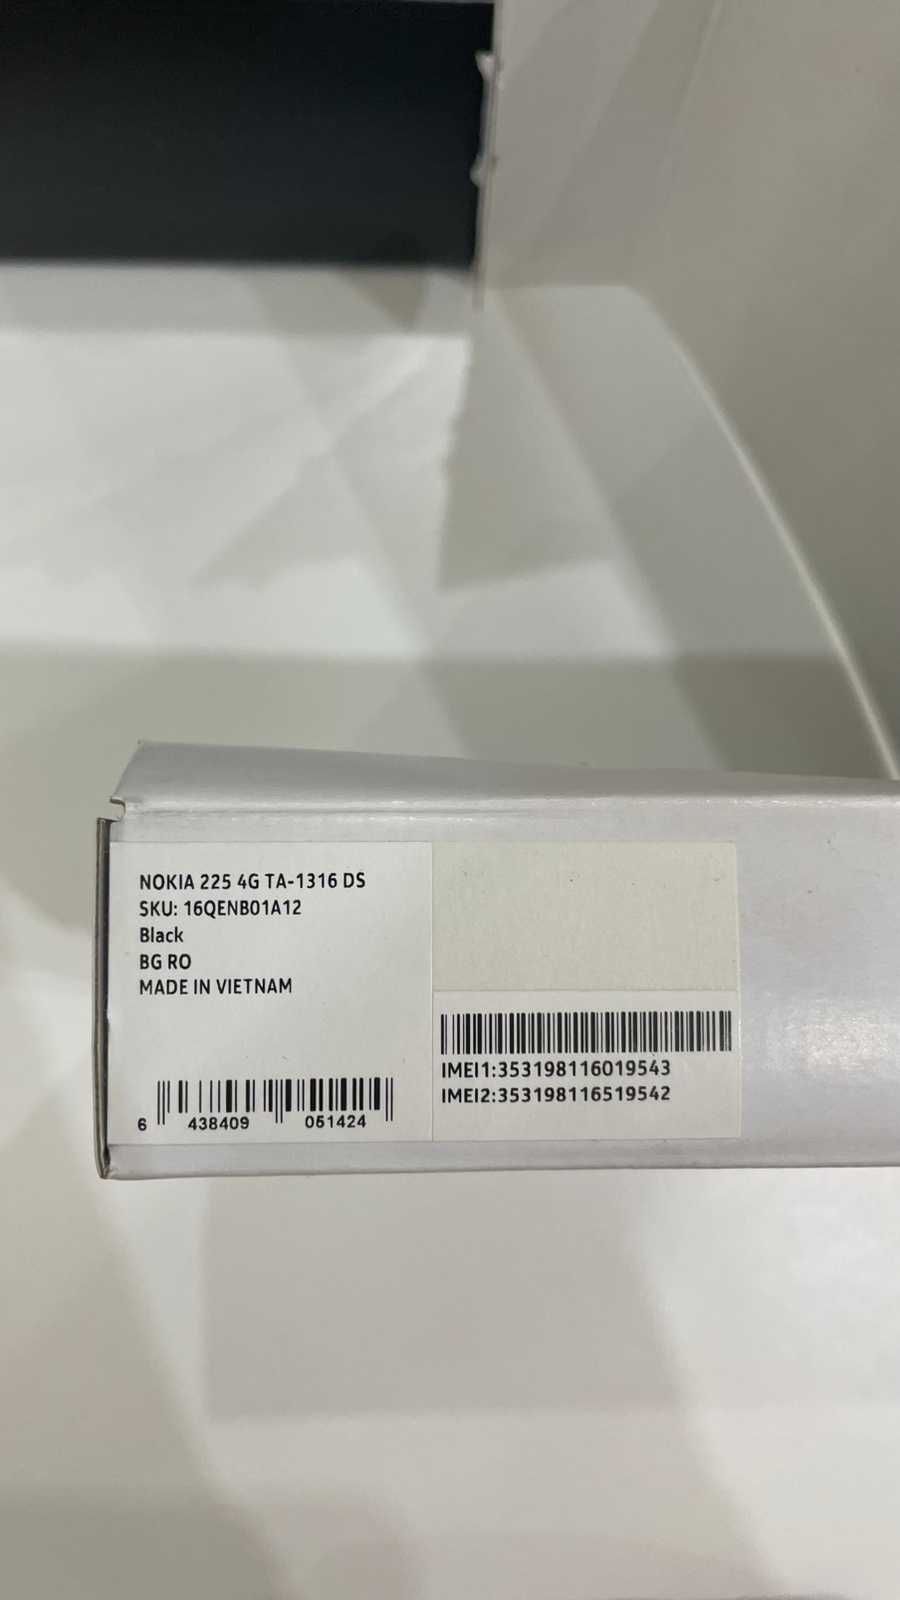 NOKIA 225 4G TA-1316 DS
SKU: 16QENB01A12
Black
BG RO
MADE IN VIETNAM
6 438409 051424
IMEI1:353198116019543
IMEI2:353198116519542